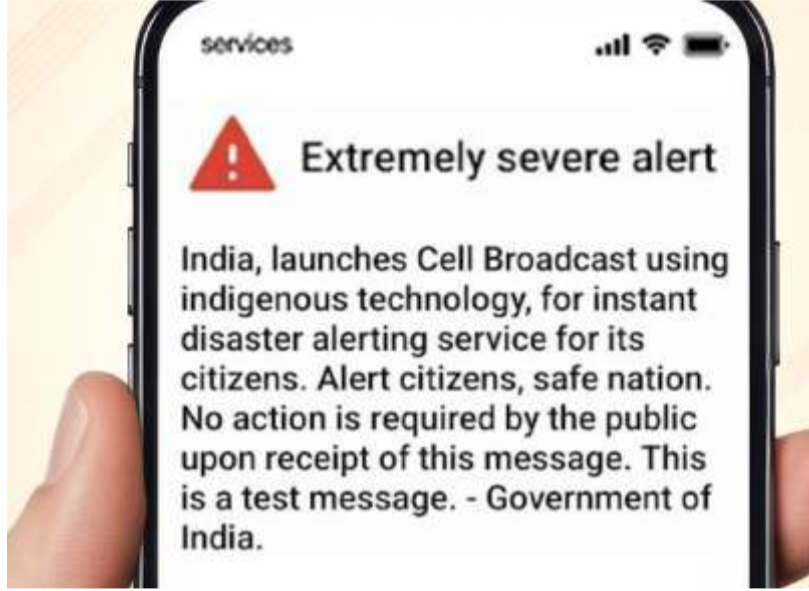 services
Extremely severe alert
India, launches Cell Broadcast using
indigenous technology, for instant
disaster alerting service for its
citizens. Alert citizens, safe nation.
No action is required by the public
upon receipt of this message. This
is a test message. - Government of
India.